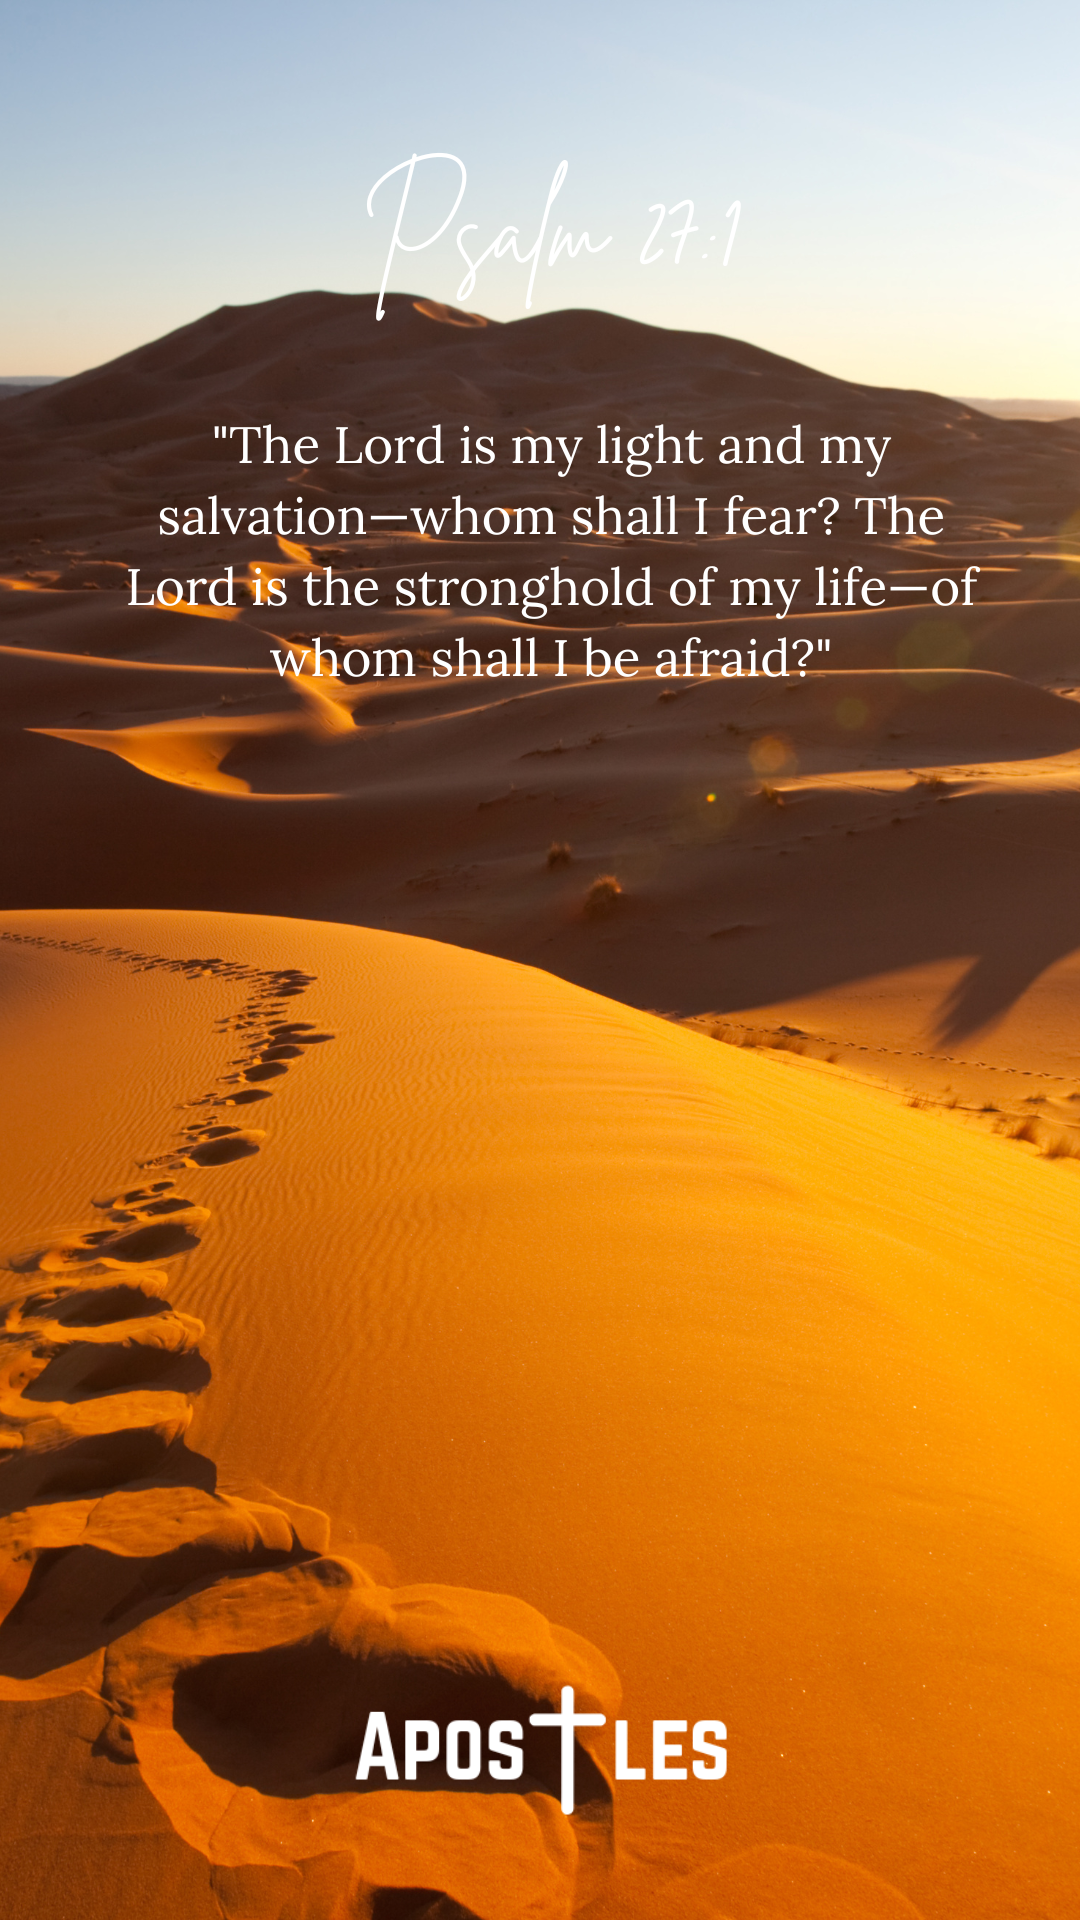 Psalm 27:1
"The Lord is my light and my
salvation—whom shall I fear? The
Lord is the stronghold of my life—of
whom shall I be afraid?"
APOSTLES